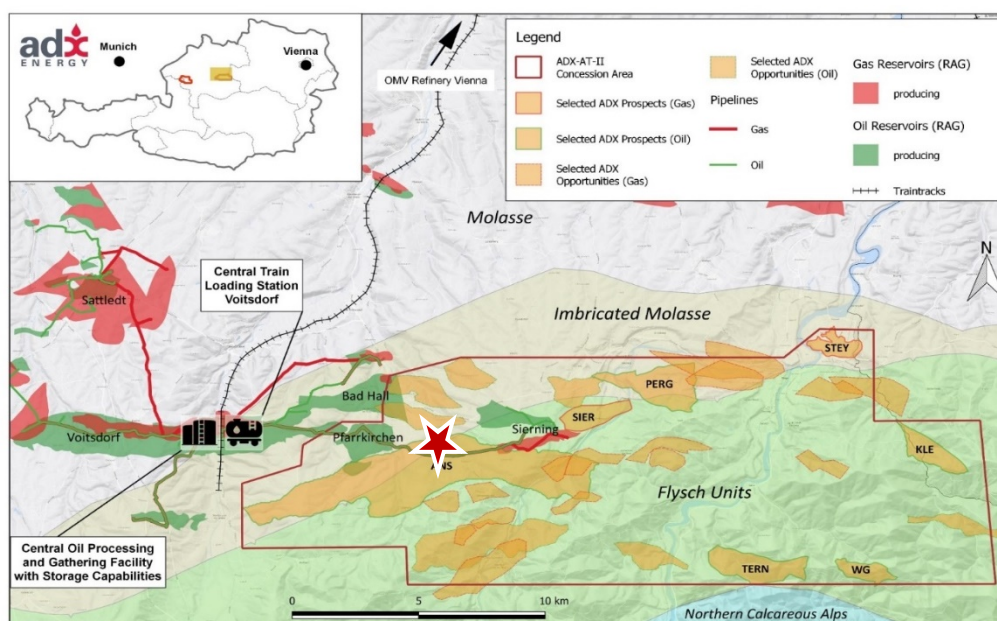 adx
ENERGY
Munich
Vienna
OMV Refinery Vienna
Legend
ADX-AT-II
Concession Area
Selected ADX Prospects (Gas)
Selected ADX Prospects (Oil)
Selected ADX
Opportunities (Gas)
Selected ADX
Opportunities (Oil)
Pipelines
Gas
Oil
Gas Reservoirs (RAG)
producing
Oil Reservoirs (RAG)
producing
Traintracks
N
Molasse
Central Train
Loading Station
Voitsdorf
Sattledt
Imbricated Molasse
STEY
PERG
Bad Hall
SIER
Sierning
Voitsdorf
Pfarrkirchen
ANS
KLE
Flysch Units
Central Oil Processing
and Gathering Facility
with Storage Capabilities
TERN
WG
0
5
10 km
Northern Calcareous Alps